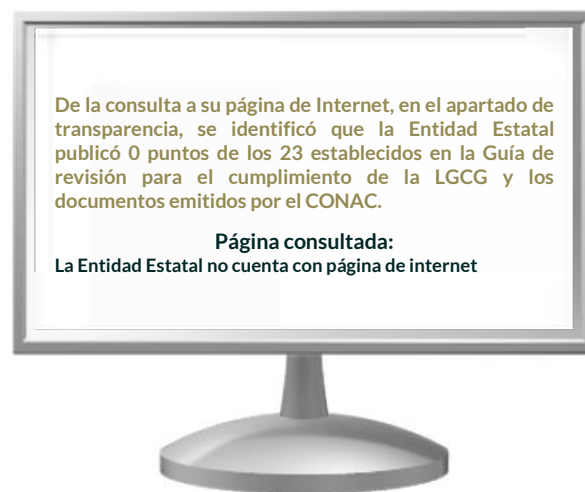 De la consulta a su página de Internet, en el apartado de
transparencia, se identificó que la Entidad Estatal
publicó 0 puntos de los 23 establecidos en la Guía de
revisión para el cumplimiento de la LGCG y los
documentos emitidos por el CONAC.
Página consultada:
La Entidad Estatal no cuenta con página de internet